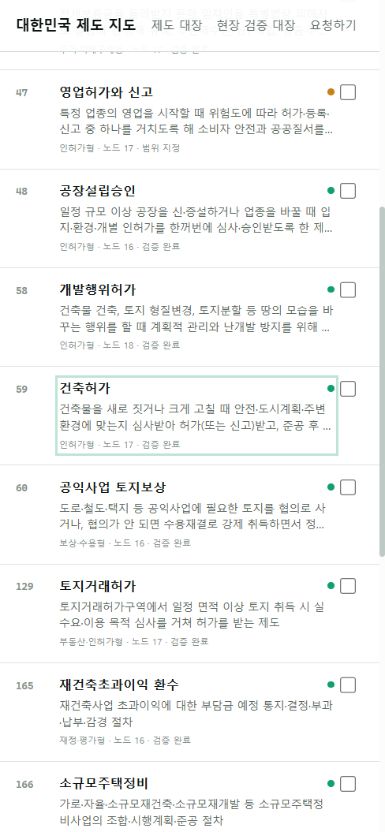 대한민국 제도 지도 제도 대장 현장 검증 대장 요청하기
47 영업허가와 신고
특정 업종의 영업을 시작할 때 위험도에 따라 허가·등록·
신고 중 하나를 거치도록 해 소비자 안전과 공공질서를...
인허가형 · 노드 17 · 범위 지정
48 공장설립승인
일정 규모 이상 공장을 신·증설하거나 업종을 바꿀 때 입
지·환경·개별 인허가를 한꺼번에 심사·승인받도록 한 제...
인허가형 · 노드 16 · 검증 완료
58 개발행위허가
건축물 건축, 토지 형질변경, 토지분할 등 땅의 모습을 바
꾸는 행위를 할 때 계획적 관리와 난개발 방지를 위해 ...
인허가형 · 노드 18 · 검증 완료
59 건축허가
건축물을 새로 짓거나 크게 고칠 때 안전·도시계획·주변
환경에 맞는지 심사받아 허가(또는 신고)받고, 준공 후 ...
인허가형 · 노드 17 · 검증 완료
60 공익사업 토지보상
도로·철도·택지 등 공익사업에 필요한 토지를 협의로 사
거나, 협의가 안 되면 수용재결로 강제 취득하면서 정...
보상·수용형 · 노드 16 · 검증 완료
129 토지거래허가
토지거래허가구역에서 일정 면적 이상 토지 취득 시 실
수요·이용 목적 심사를 거쳐 허가를 받는 제도
부동산·인허가형 · 노드 17 · 검증 완료
165 재건축초과이익 환수
재건축사업 초과이익에 대한 부담금 예정 통지·결정·부과
·납부·감경 절차
재정·평가형 · 노드 16 · 검증 완료
166 소규모주택정비
가로·자율·소규모재건축·소규모재개발 등 소규모주택정
비사업의 조합·시행계획·준공 절차